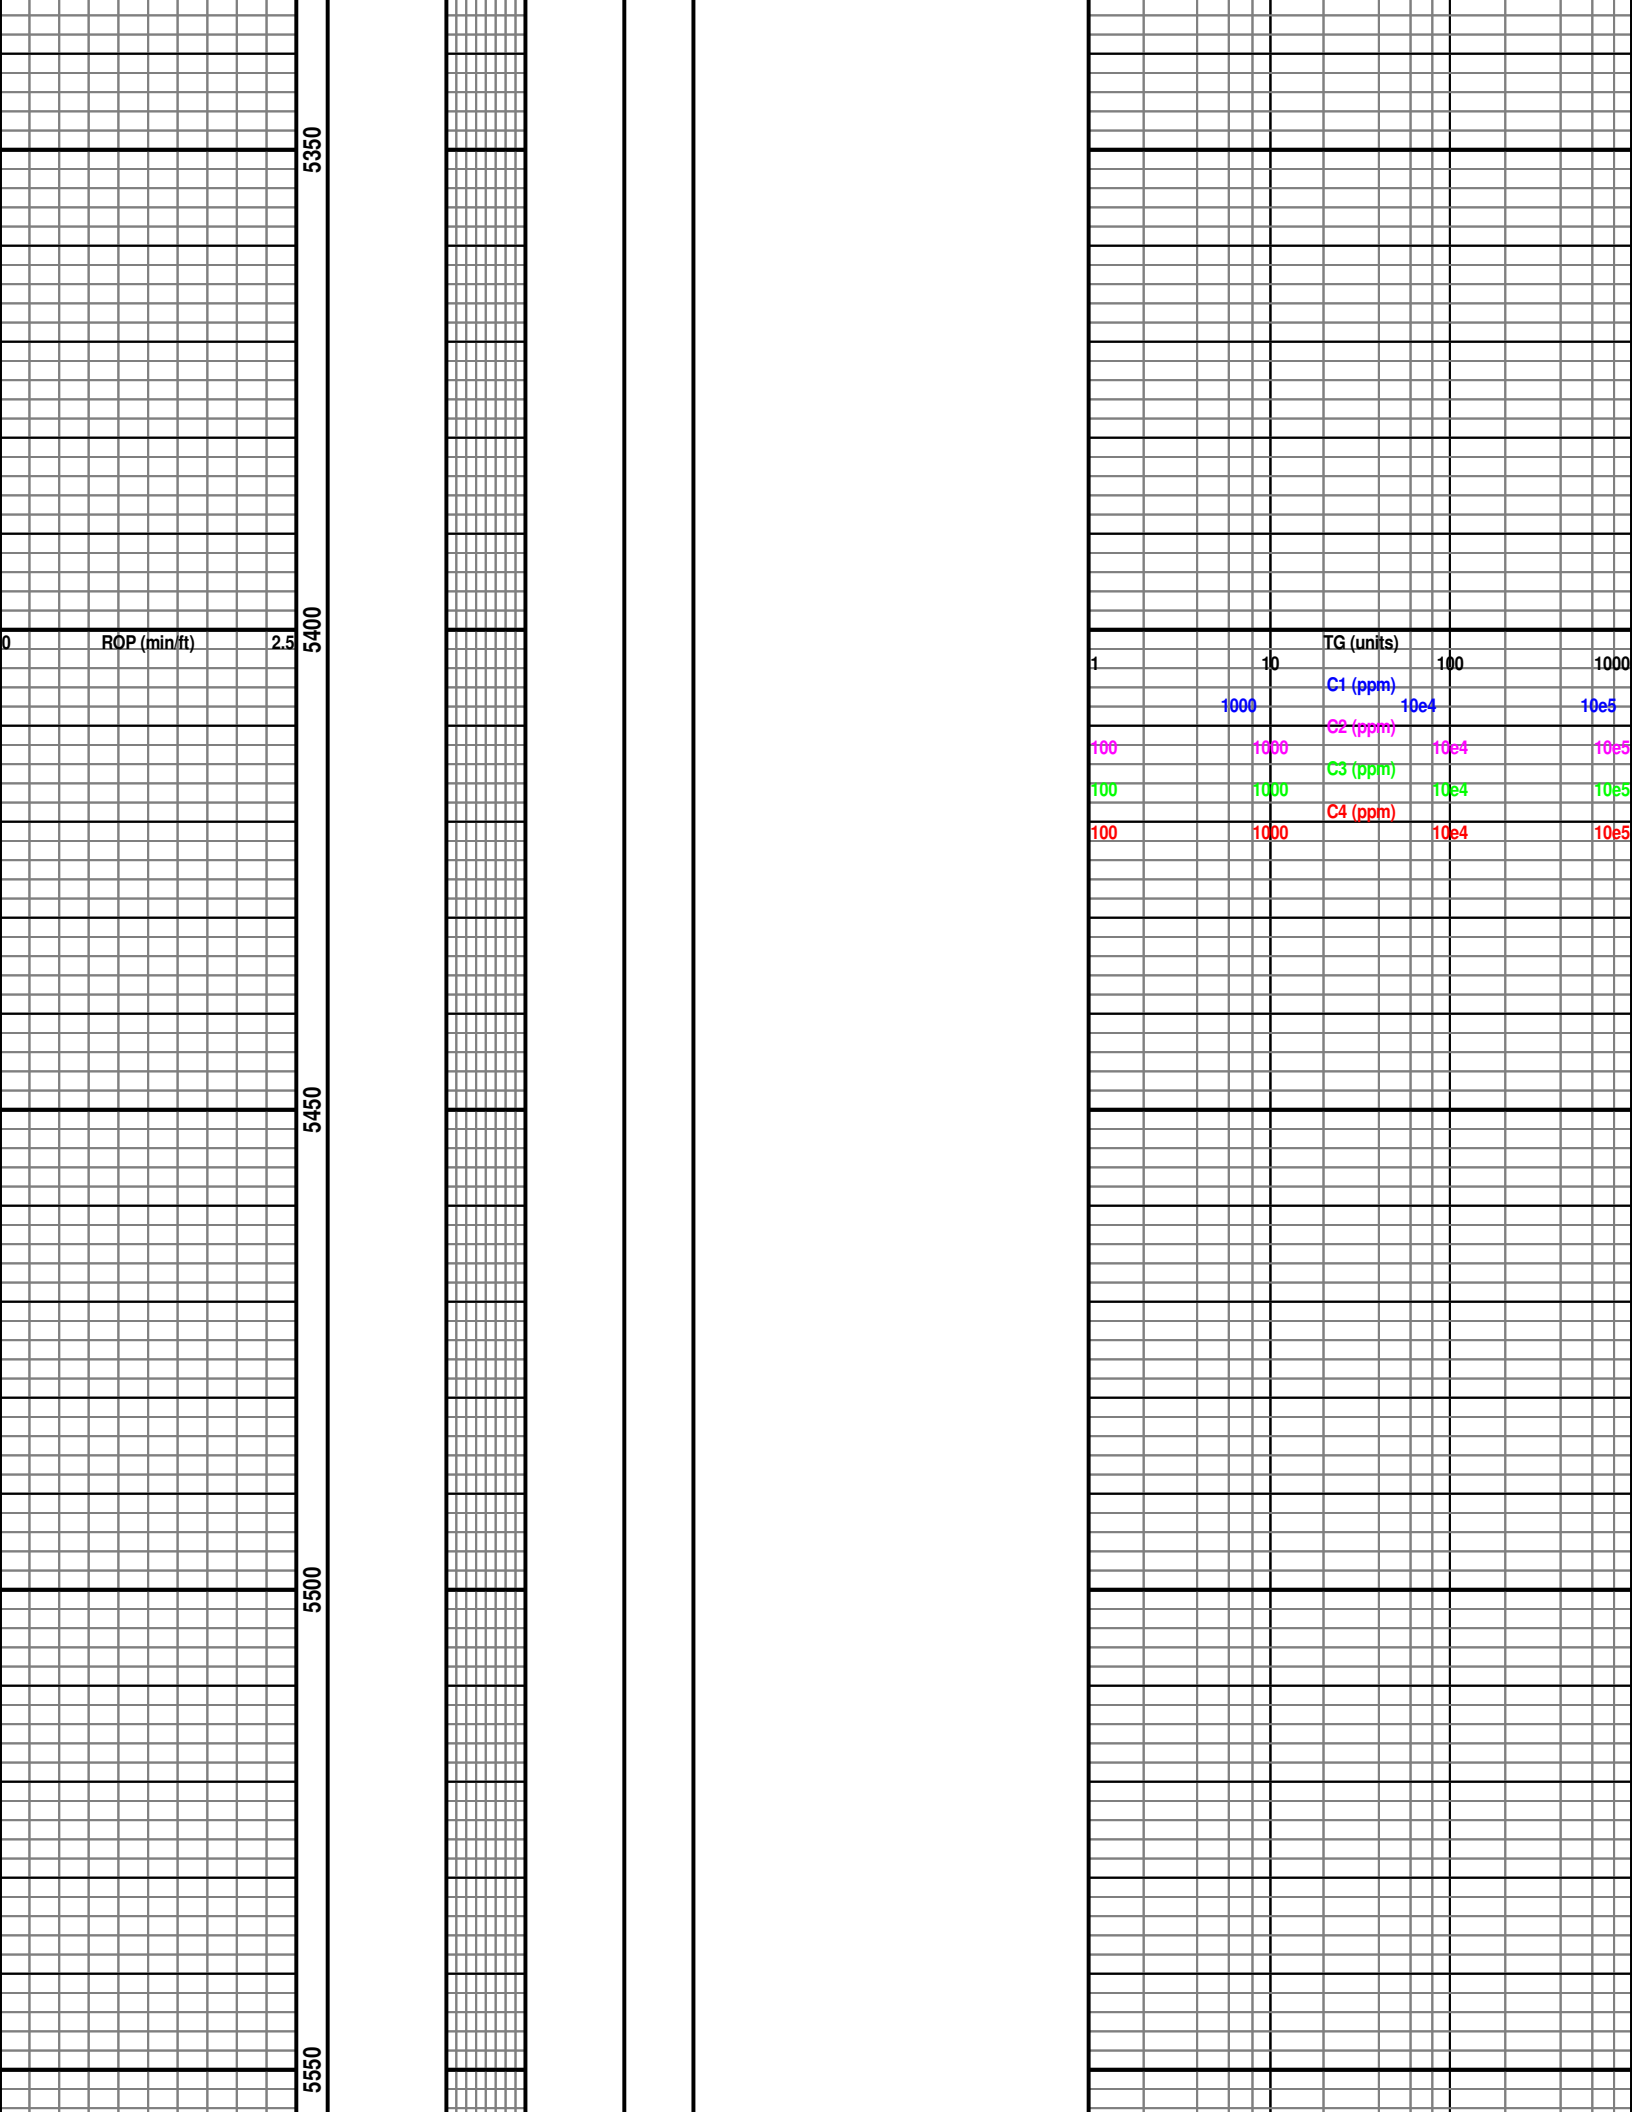 5350
5400
0 ROP (min/ft) 2.5
TG (units)
1 10 100 1000
C1 (ppm)
1000 10e4 10e5
C2 (ppm)
100 1000 10e4 10e5
C3 (ppm)
100 1000 10e4 10e5
C4 (ppm)
100 1000 10e4 10e5
5450
5500
5550